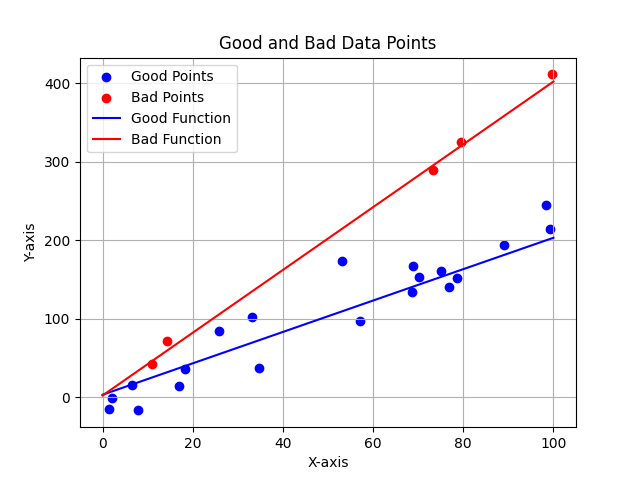 Good and Bad Data Points
Good Points
Bad Points
Good Function
Bad Function
400
300
200
100
0
Y-axis
0 20 40 60 80 100
X-axis